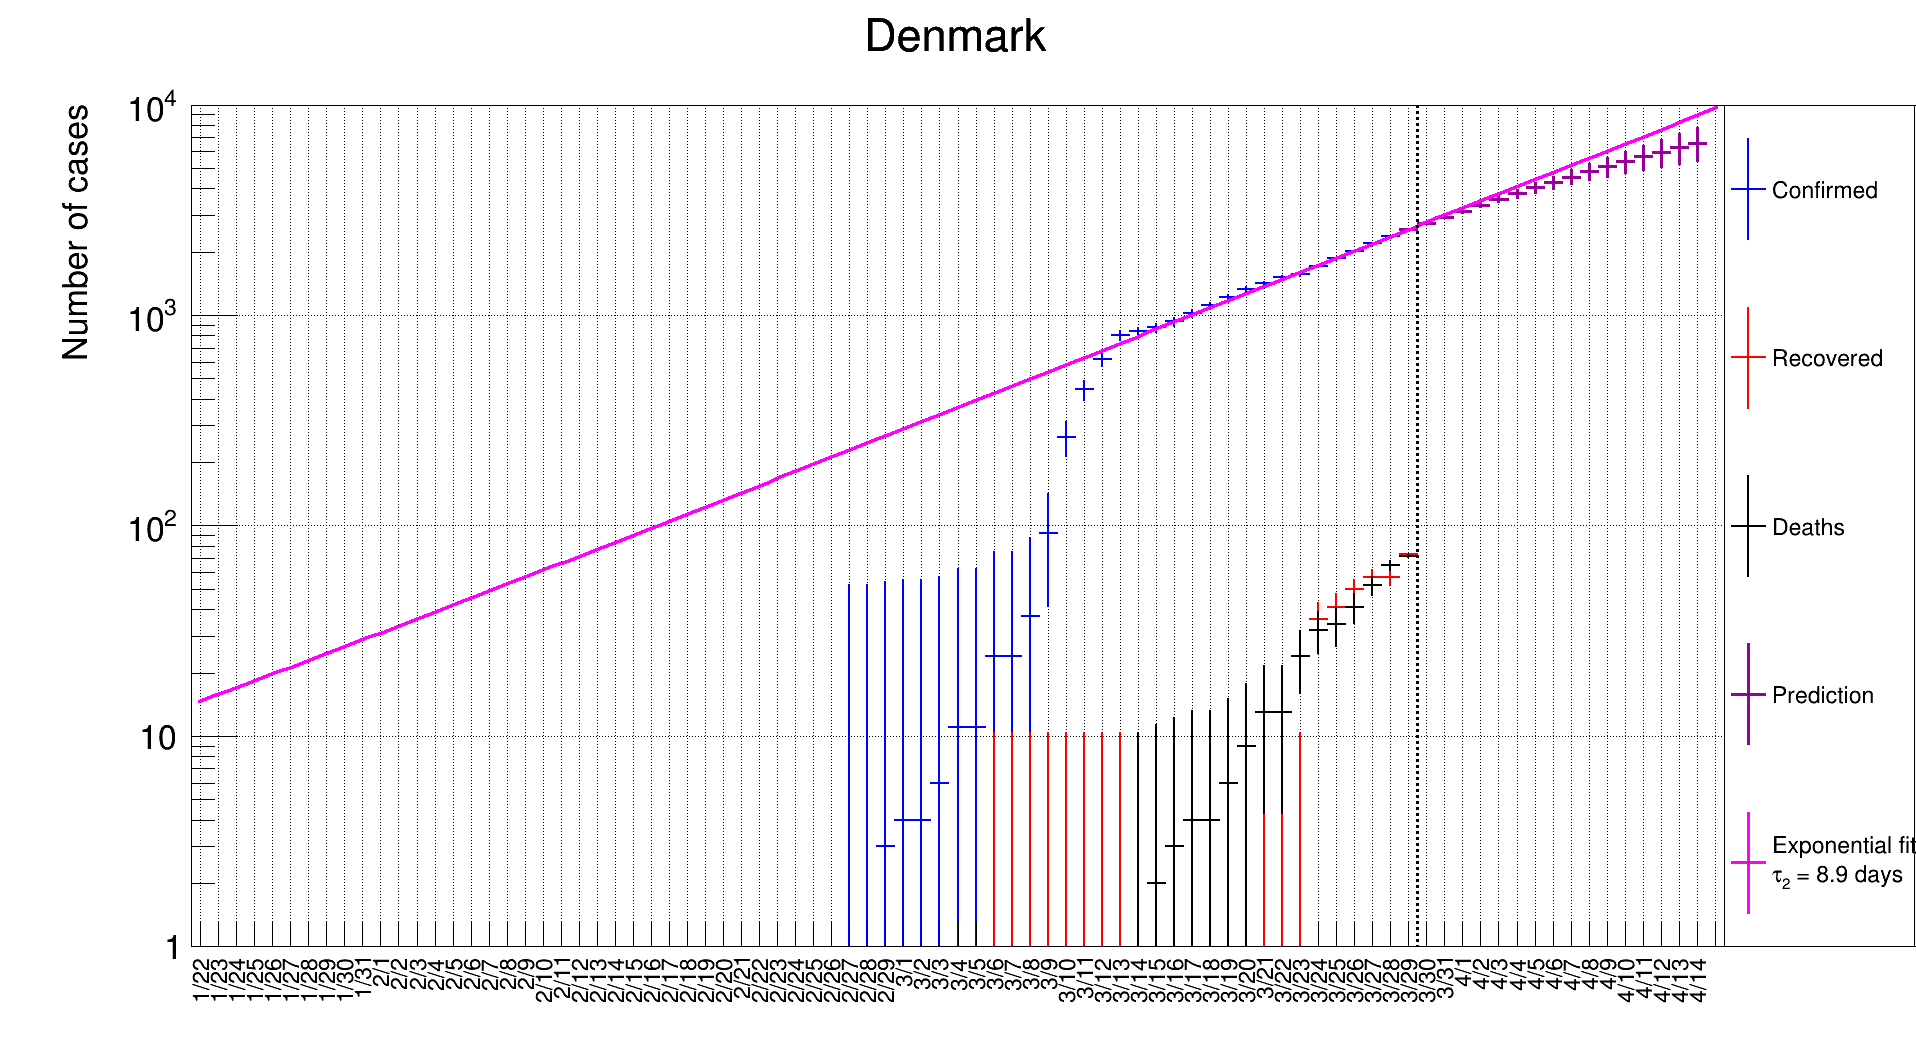 Denmark
Number of cases
10⁴
10³
10²
10
1
1/22 1/23 1/24 1/25 1/26 1/27 1/28 1/29 1/30 1/31 2/1 2/2 2/3 2/4 2/5 2/6 2/7 2/8 2/9 2/10 2/11 2/12 2/13 2/14 2/15 2/16 2/17 2/18 2/19 2/20 2/21 2/22 2/23 2/24 2/25 2/26 2/27 2/28 2/29 3/1 3/2 3/3 3/4 3/5 3/6 3/7 3/8 3/9 3/10 3/11 3/12 3/13 3/14 3/15 3/16 3/17 3/18 3/19 3/20 3/21 3/22 3/23 3/24 3/25 3/26 3/27 3/28 3/29 3/30 3/31 4/1 4/2 4/3 4/4 4/5 4/6 4/7 4/8 4/9 4/10 4/11 4/12 4/13 4/14
Confirmed
Recovered
Deaths
Prediction
Exponential fit
τ₂ = 8.9 days